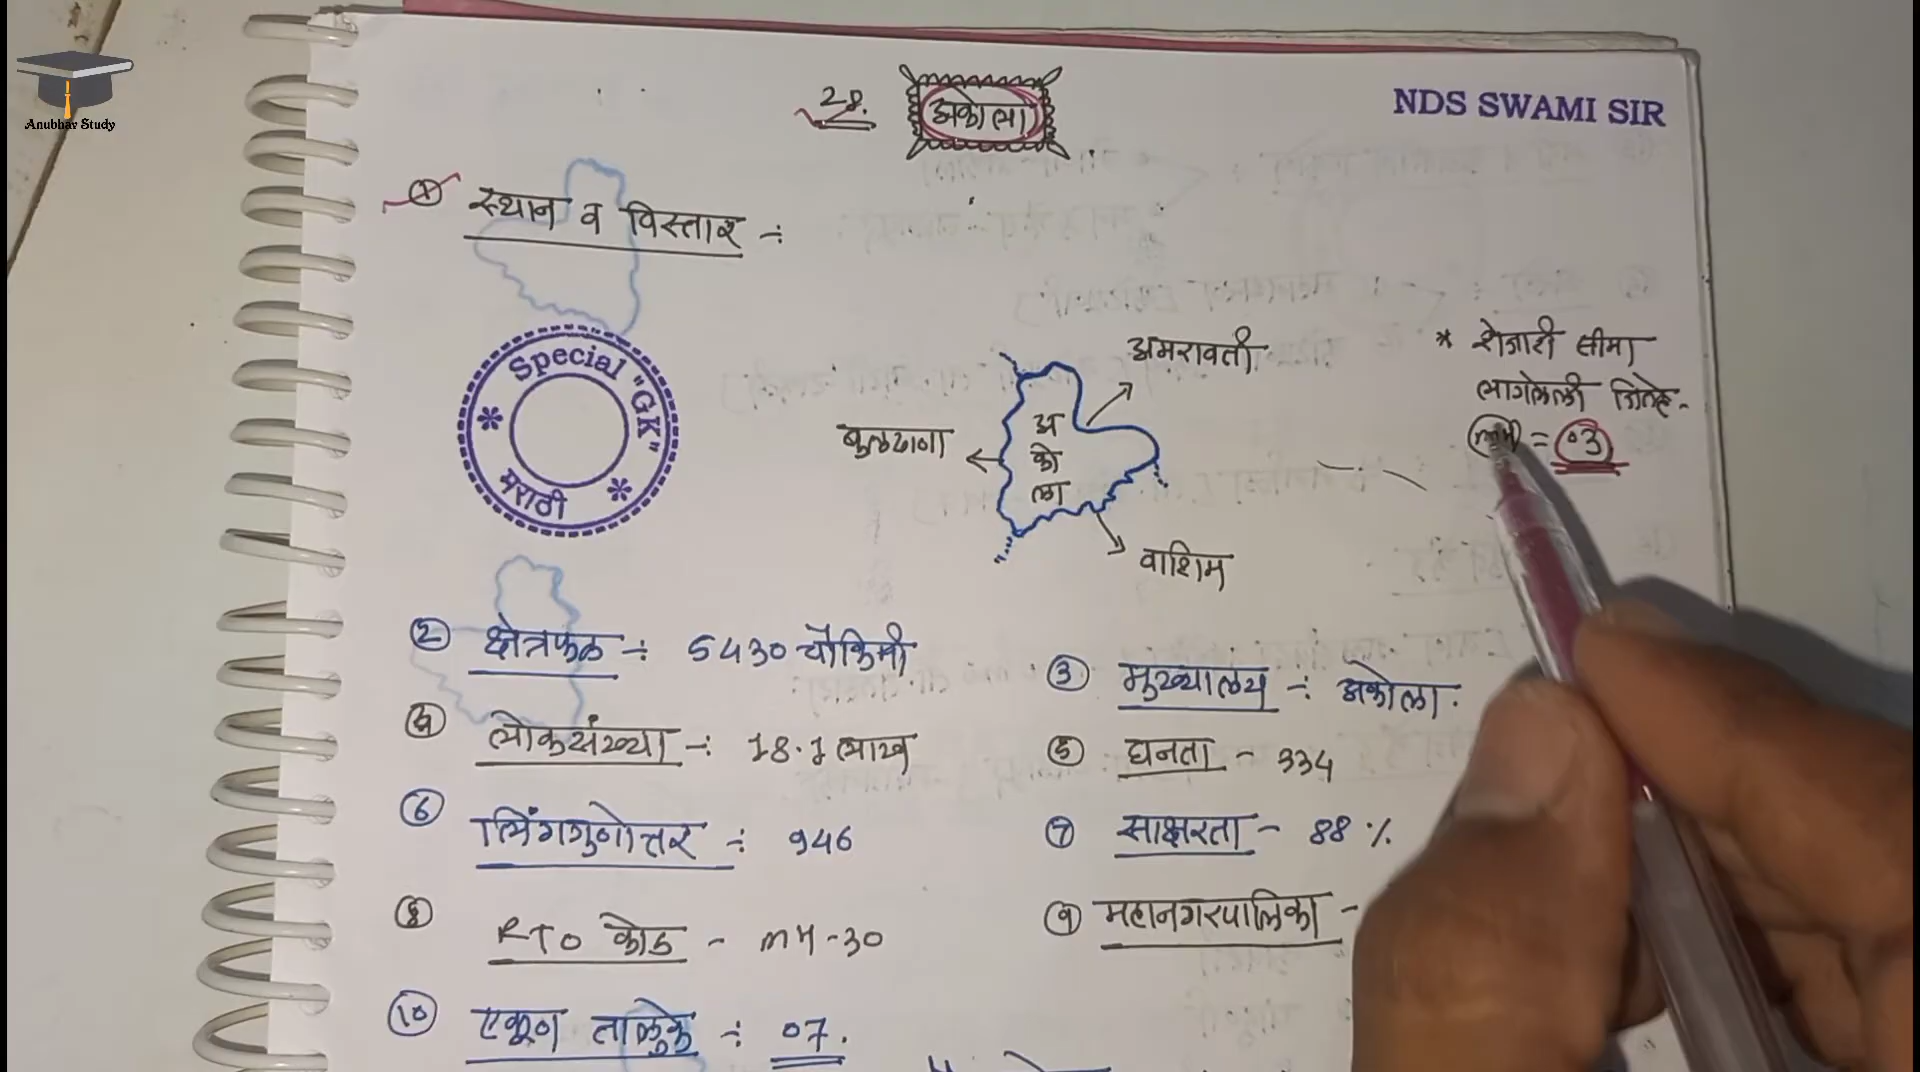 Anubhav Study
28. अकोला
NDS SWAMI SIR
① स्थान व विस्तार :-
Special "GK"
मराठी
अमरावती
बुलढाणा
अकोला
वाशिम
* शेजारी सीमा
लागलेली जिल्हे -
= 03
② क्षेत्रफळ :- 5430 चौकिमी
③ मुख्यालय :- अकोला.
④ लोकसंख्या :- 18.1 लाख
⑤ घनता - 334
⑥ लिंगगुणोत्तर :- 946
⑦ साक्षरता - 88 %
⑧ RTO कोड - MH-30
⑨ महानगरपालिका -
⑩ एकूण तालुके :- 07.